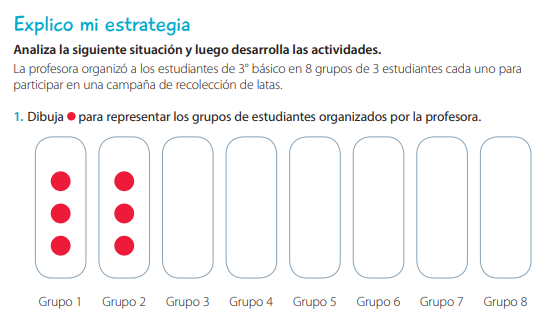 Explico mi estrategia
Analiza la siguiente situación y luego desarrolla las actividades.
La profesora organizó a los estudiantes de 3° básico en 8 grupos de 3 estudiantes cada uno para
participar en una campaña de recolección de latas.
1. Dibuja para representar los grupos de estudiantes organizados por la profesora.
Grupo 1 Grupo 2 Grupo 3 Grupo 4 Grupo 5 Grupo 6 Grupo 7 Grupo 8